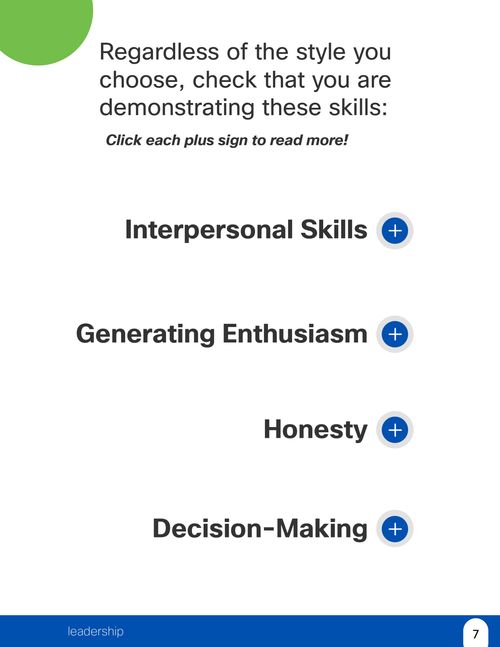 Regardless of the style you
choose, check that you are
demonstrating these skills:
Click each plus sign to read more!
Interpersonal Skills
Generating Enthusiasm
Honesty
Decision-Making
leadership
7